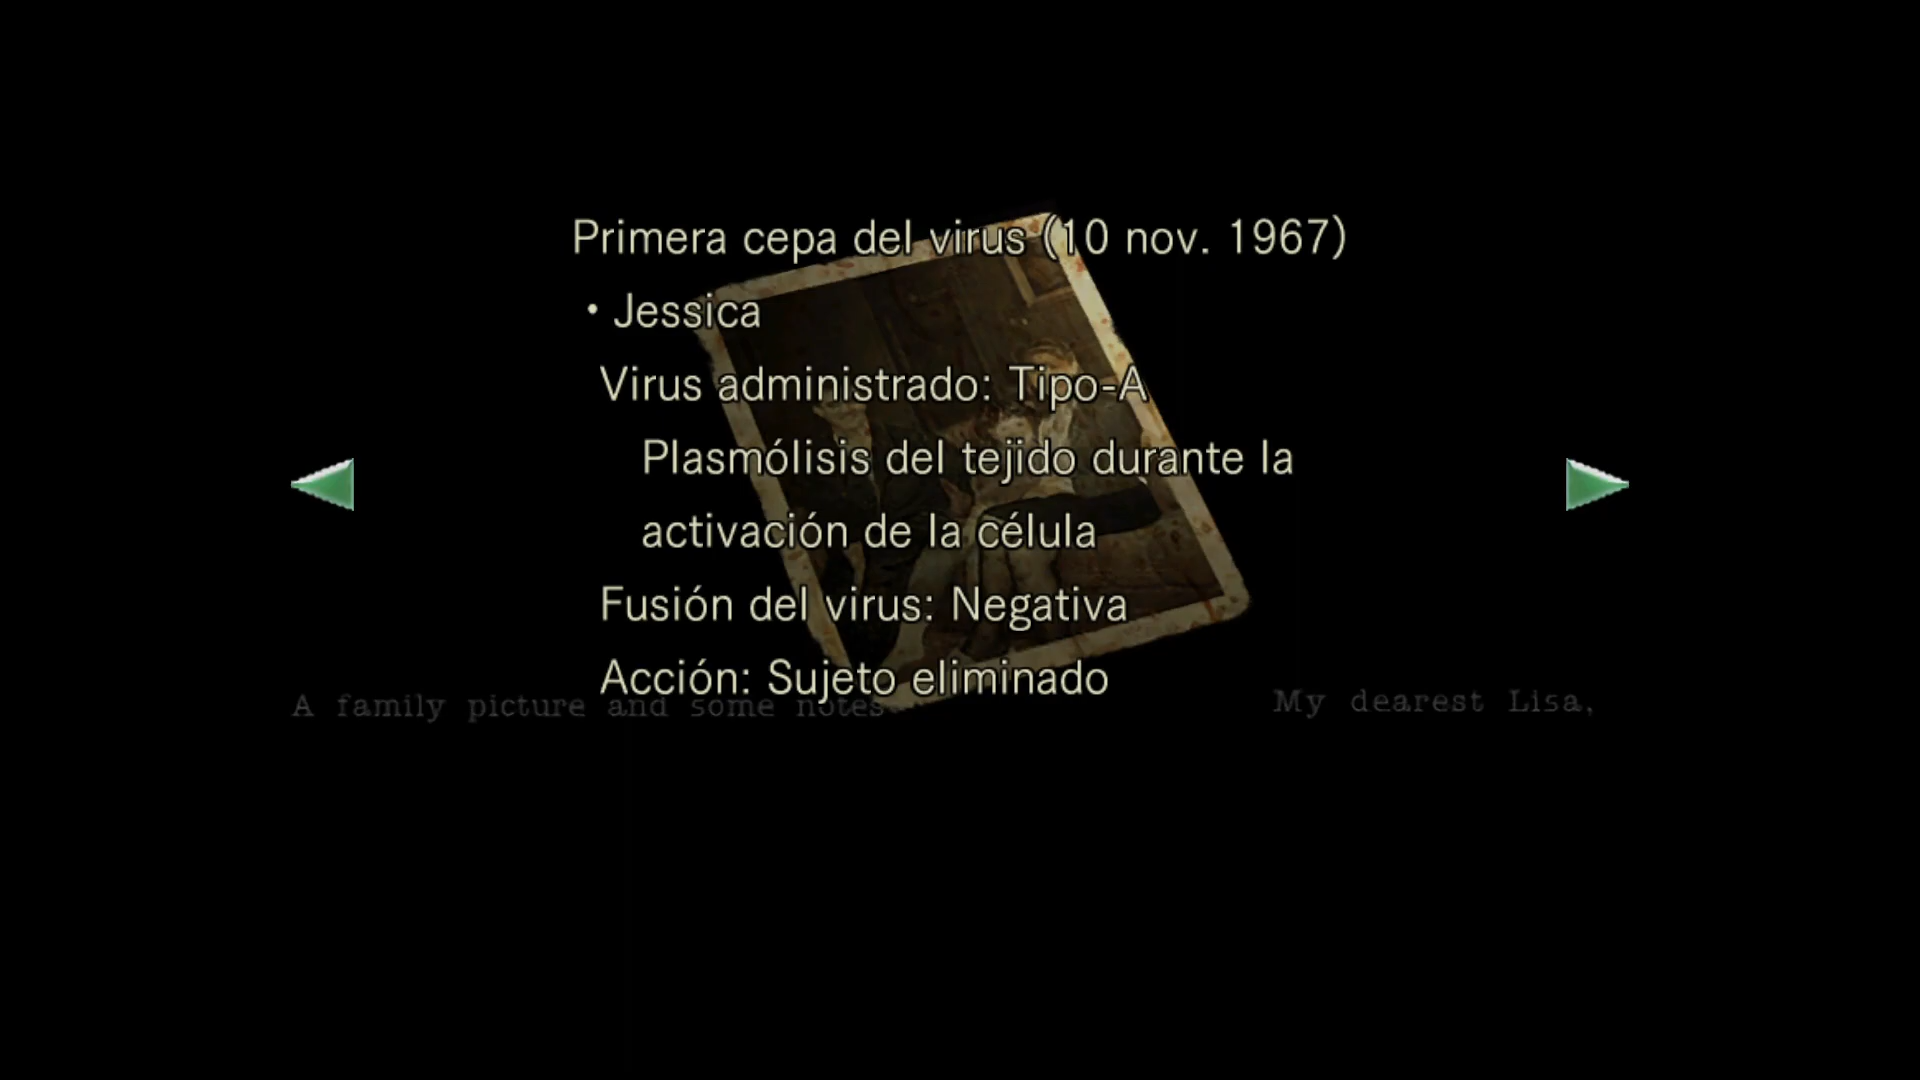 Primera cepa del virus (10 nov. 1967)
• Jessica
Virus administrado: Tipo-A
Plasmólisis del tejido durante la
activación de la célula
Fusión del virus: Negativa
Acción: Sujeto eliminado
A family picture and some notes
My dearest Lisa,